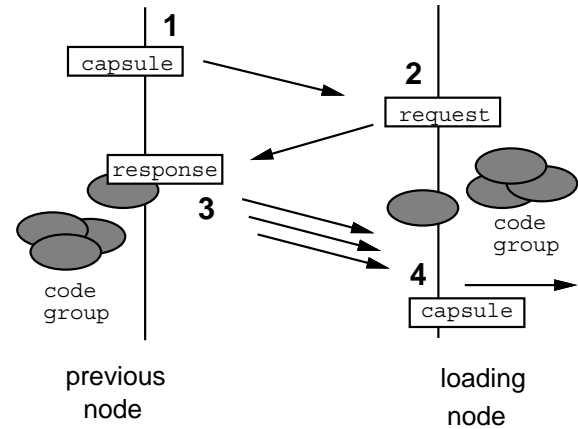 1
capsule
2
request
response
3
code
group
code
group
4
capsule
previous
node
loading
node